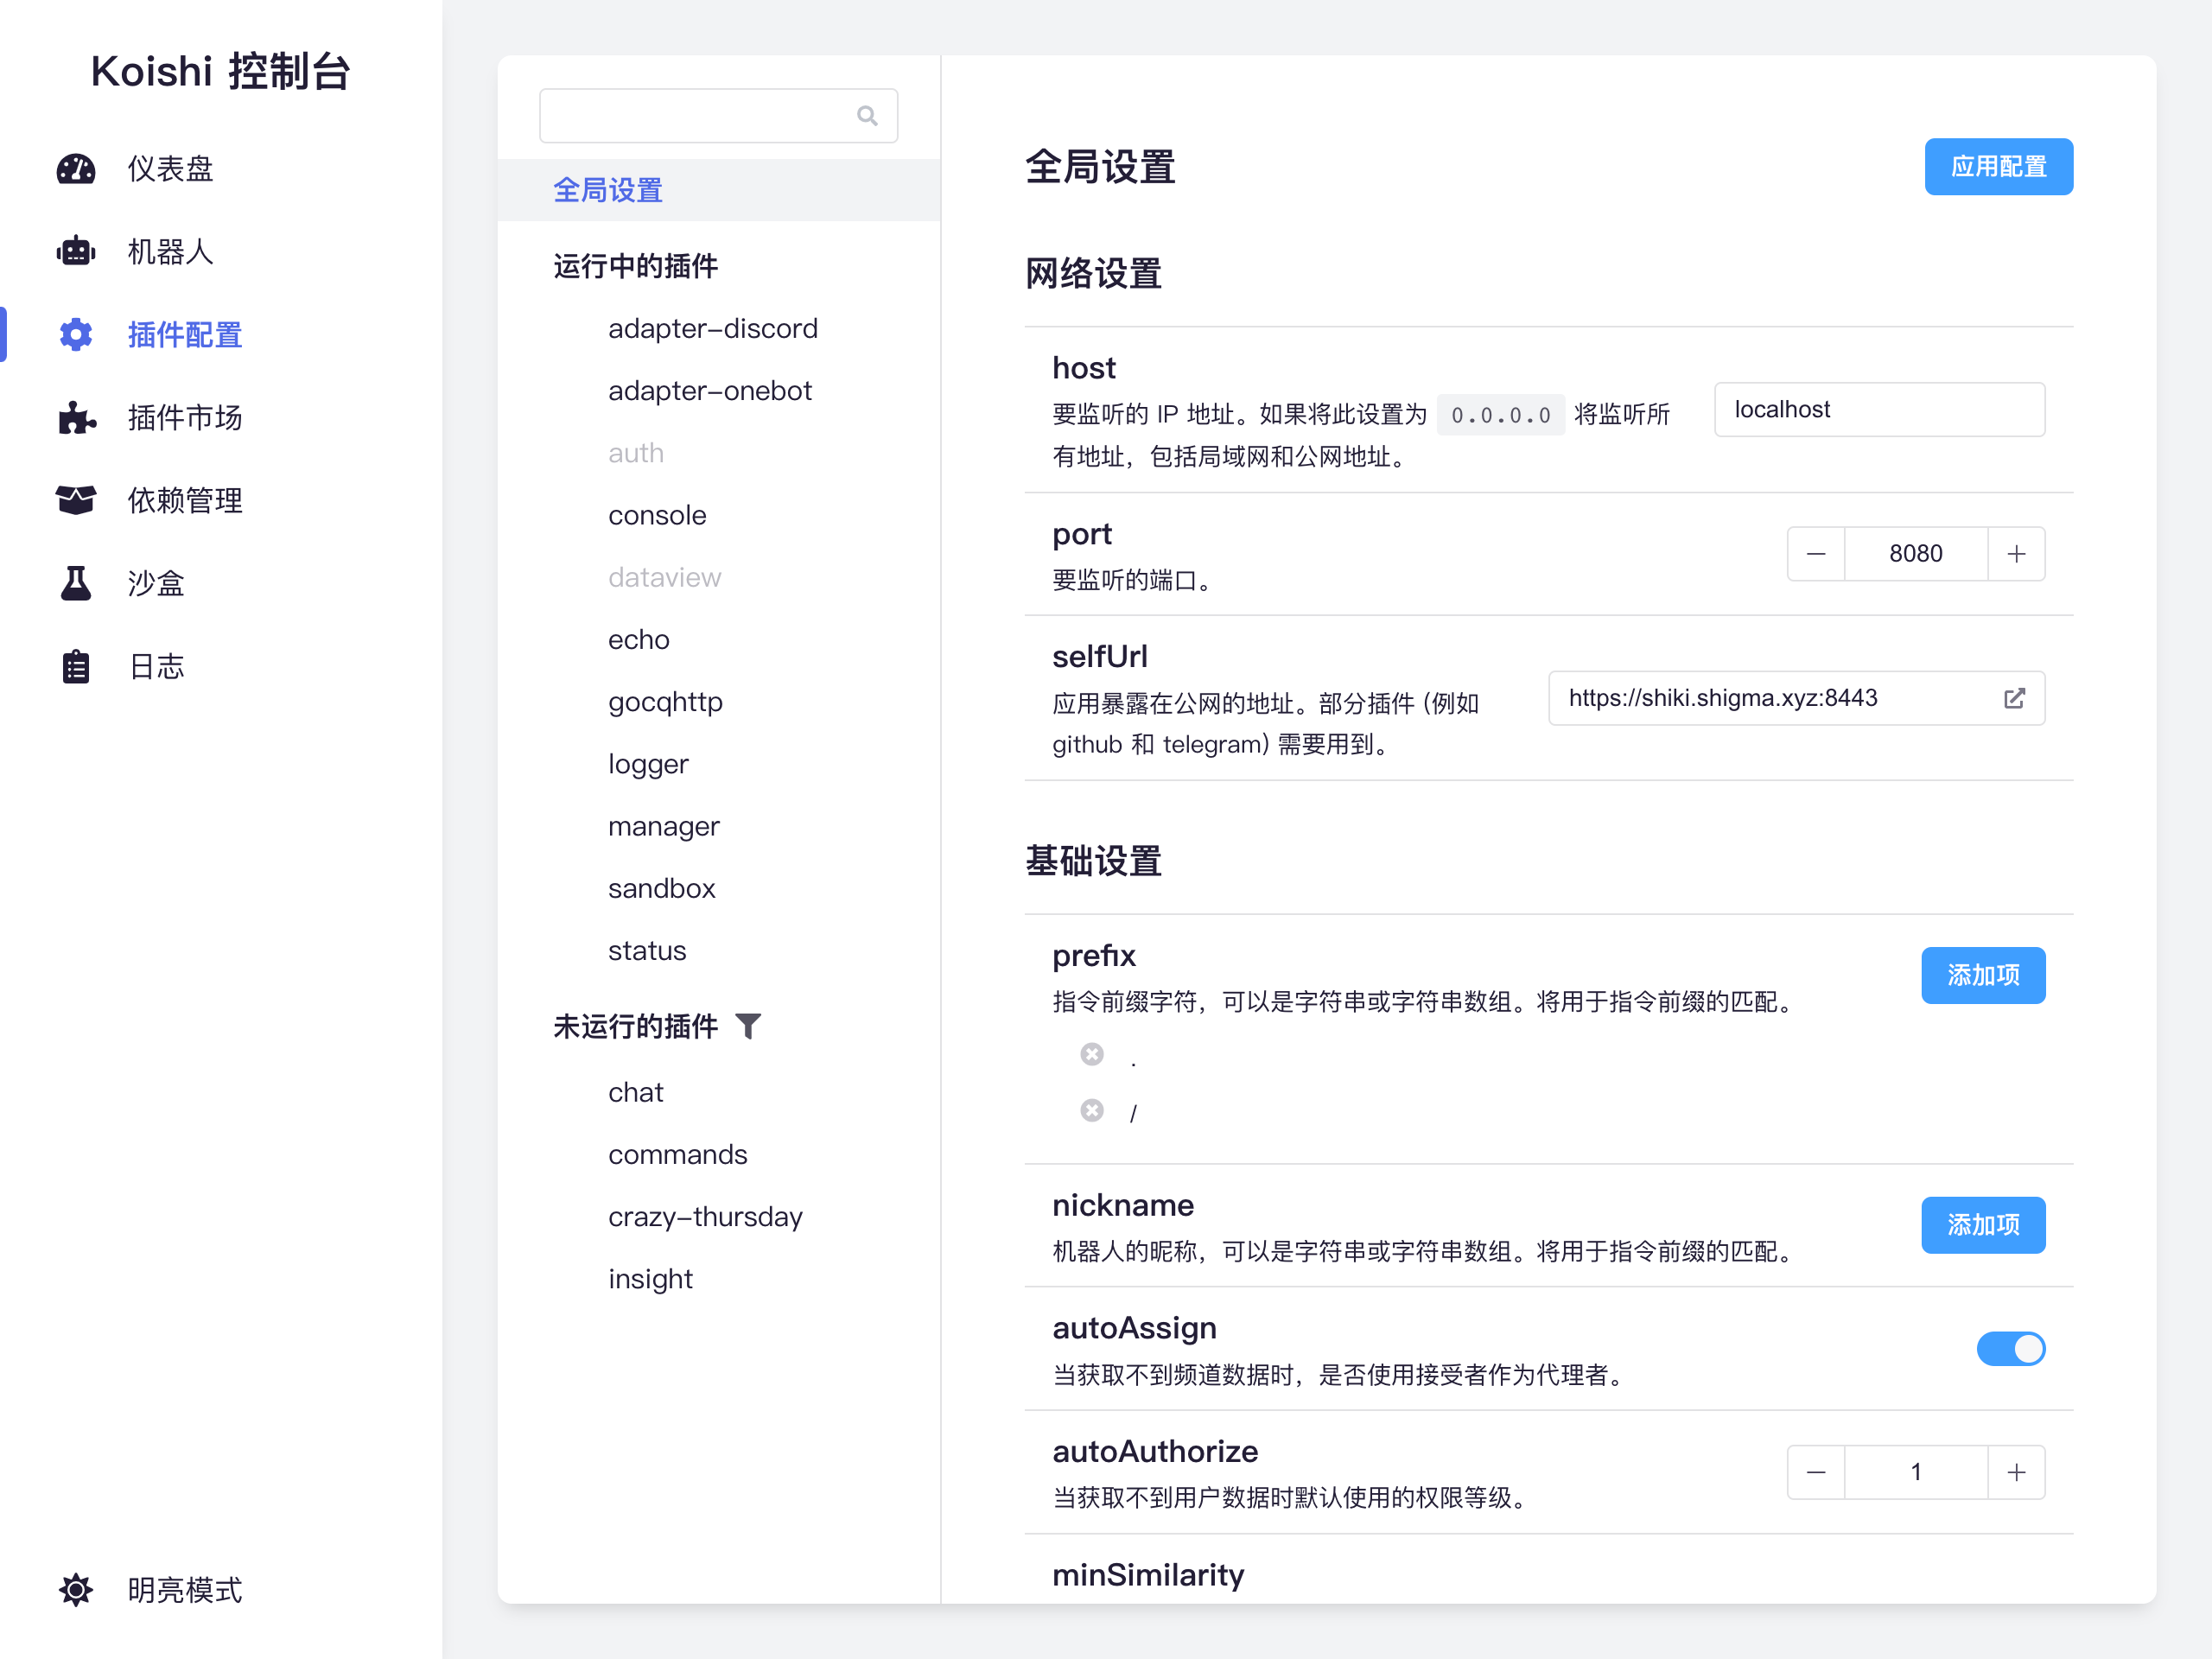 Koishi 控制台
仪表盘
机器人
插件配置
插件市场
依赖管理
沙盒
日志
明亮模式
全局设置
运行中的插件
adapter-discord
adapter-onebot
auth
console
dataview
echo
gocqhttp
logger
manager
sandbox
status
未运行的插件
chat
commands
crazy-thursday
insight
全局设置
应用配置
网络设置
host
要监听的 IP 地址。如果将此设置为 0.0.0.0 将监听所
有地址，包括局域网和公网地址。
localhost
port
要监听的端口。
8080
selfUrl
应用暴露在公网的地址。部分插件 (例如
github 和 telegram) 需要用到。
https://shiki.shigma.xyz:8443
基础设置
prefix
指令前缀字符，可以是字符串或字符串数组。将用于指令前缀的匹配。
添加项
.
/
nickname
机器人的昵称，可以是字符串或字符串数组。将用于指令前缀的匹配。
添加项
autoAssign
当获取不到频道数据时，是否使用接受者作为代理者。
autoAuthorize
当获取不到用户数据时默认使用的权限等级。
1
minSimilarity